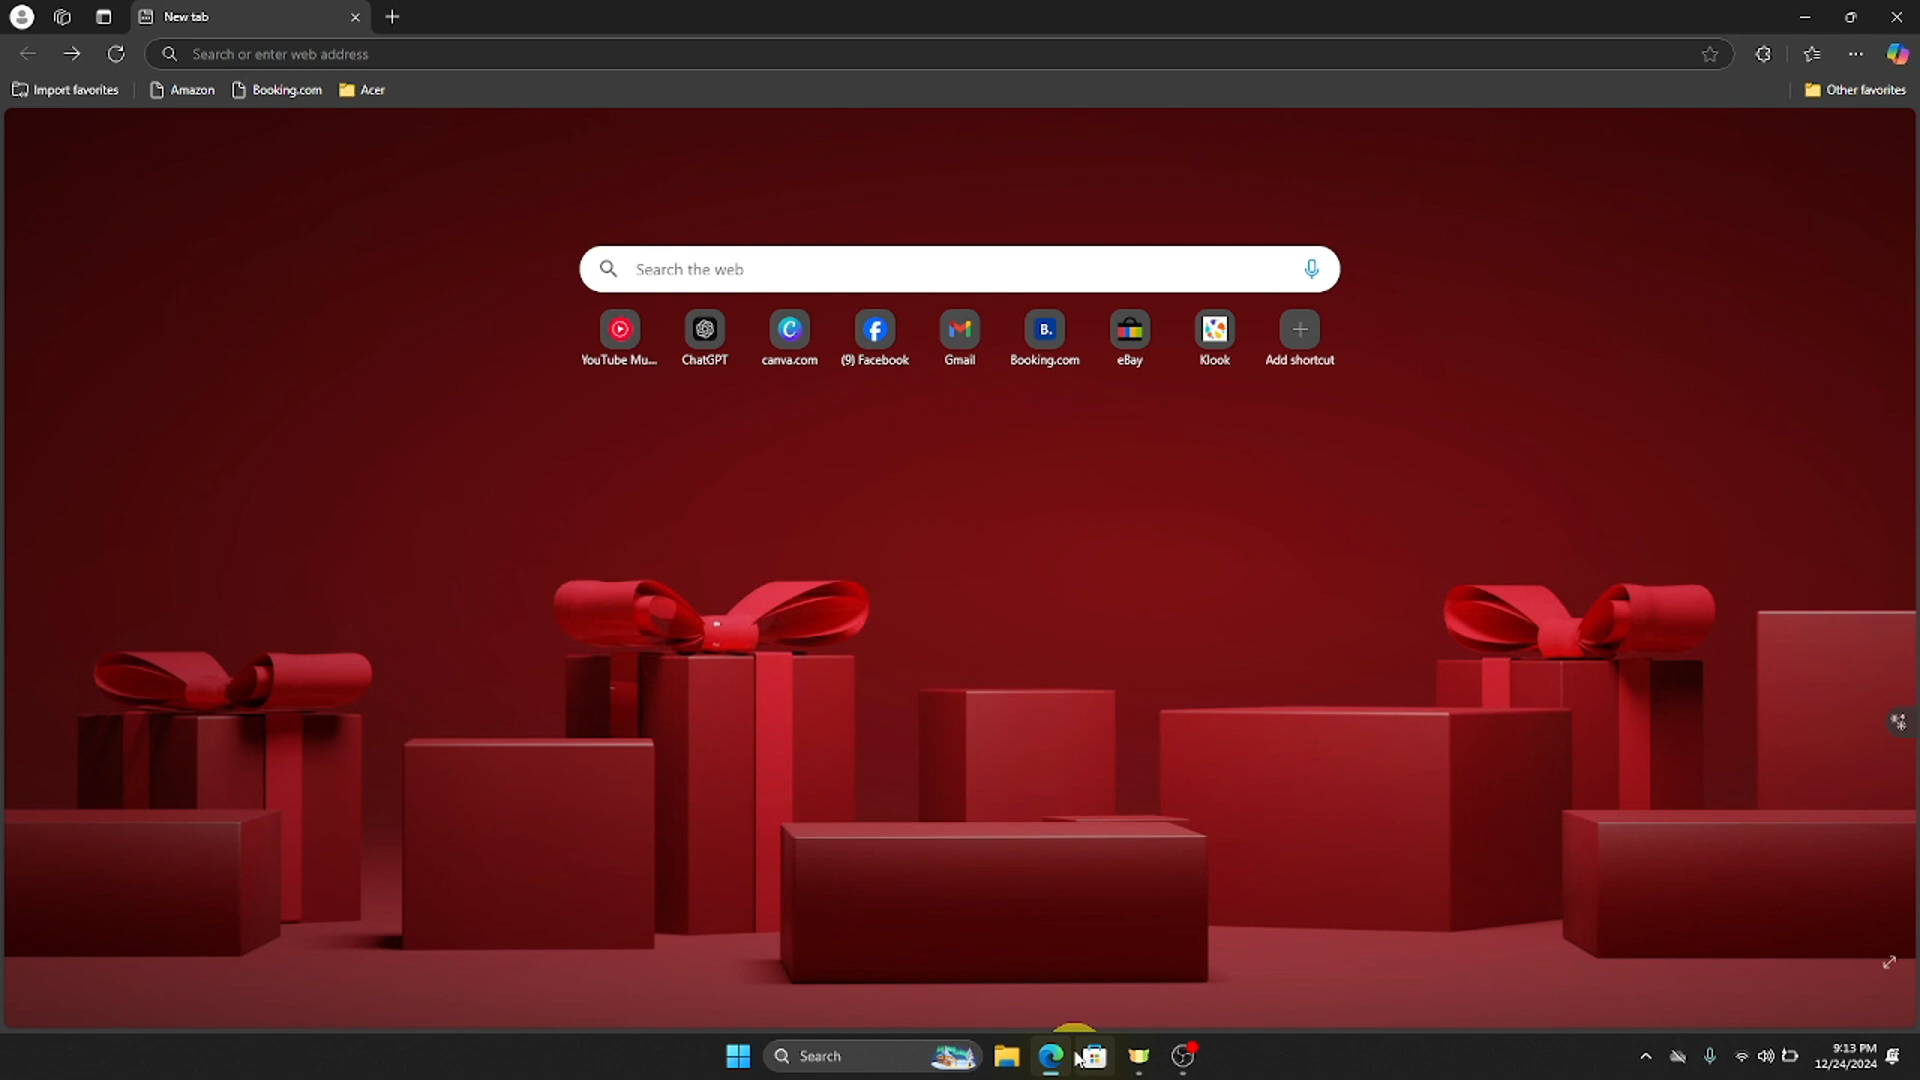 New tab
Search or enter web address
Import favorites
Amazon
Booking.com
Acer
Other favorites
Search the web
YouTube Mu...
ChatGPT
canva.com
(9) Facebook
Gmail
Booking.com
eBay
Klook
Add shortcut
Search
9:13 PM
12/24/2024